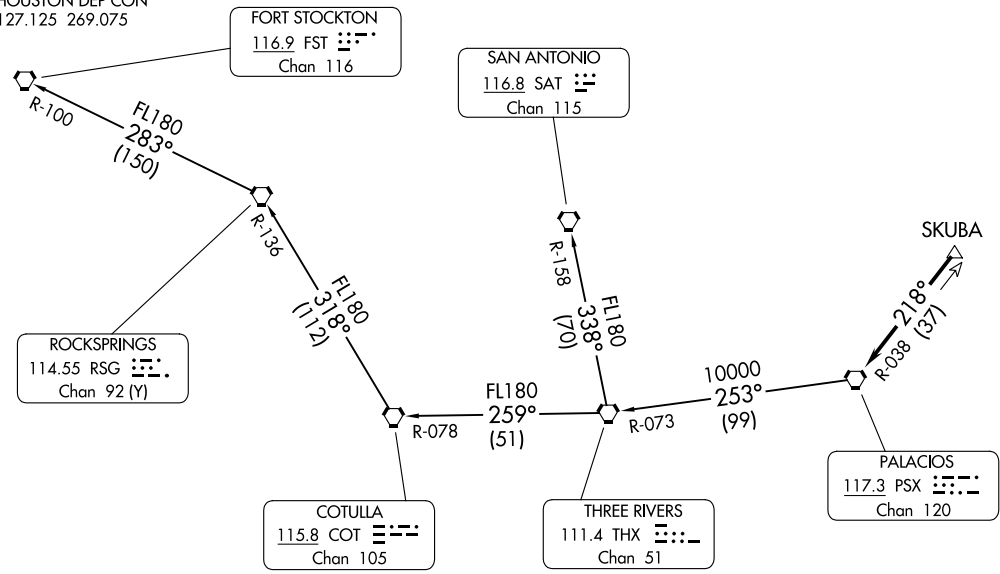 HOUSTON DEP CON
127.125 269.075
FORT STOCKTON
116.9 FST
Chan 116
SAN ANTONIO
116.8 SAT
Chan 115
R-100
FL180
283°
(150)
R-136
R-158
SKUBA
218°
(37)
R-038
FL180
318°
(112)
FL180
338°
(70)
ROCKSPRINGS
114.55 RSG
Chan 92 (Y)
FL180
259°
(51)
R-078
10000
253°
(99)
R-073
COTULLA
115.8 COT
Chan 105
THREE RIVERS
111.4 THX
Chan 51
PALACIOS
117.3 PSX
Chan 120